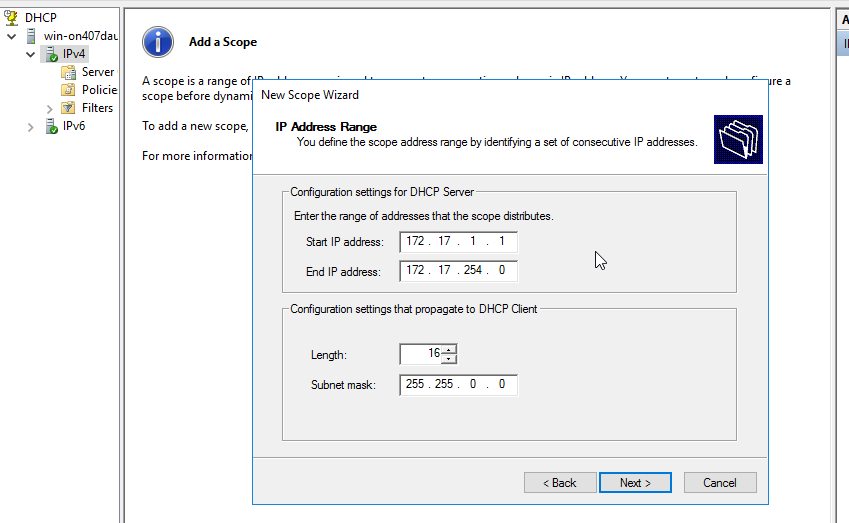 DHCP
win-on407dau
IPv4
Server
Policie
Filters
IPv6
Add a Scope
A scope is a range of
scope before dynami
To add a new scope,
For more information
New Scope Wizard
IP Address Range
You define the scope address range by identifying a set of consecutive IP addresses.
Configuration settings for DHCP Server
Enter the range of addresses that the scope distributes.
Start IP address: 172 . 17 . 1 . 1
End IP address: 172 . 17 . 254 . 0
Configuration settings that propagate to DHCP Client
Length: 16
Subnet mask: 255 . 255 . 0 . 0
< Back Next > Cancel